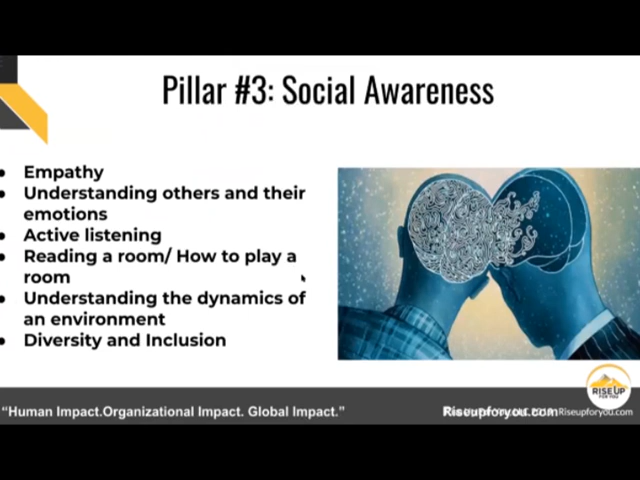 Pillar #3: Social Awareness
Empathy
Understanding others and their
emotions
Active listening
Reading a room/ How to play a
room
Understanding the dynamics of
an environment
Diversity and Inclusion
RISE UP
FOR YOU
“Human Impact.Organizational Impact. Global Impact.”
Riseupforyou.com
Riseupforyou.com